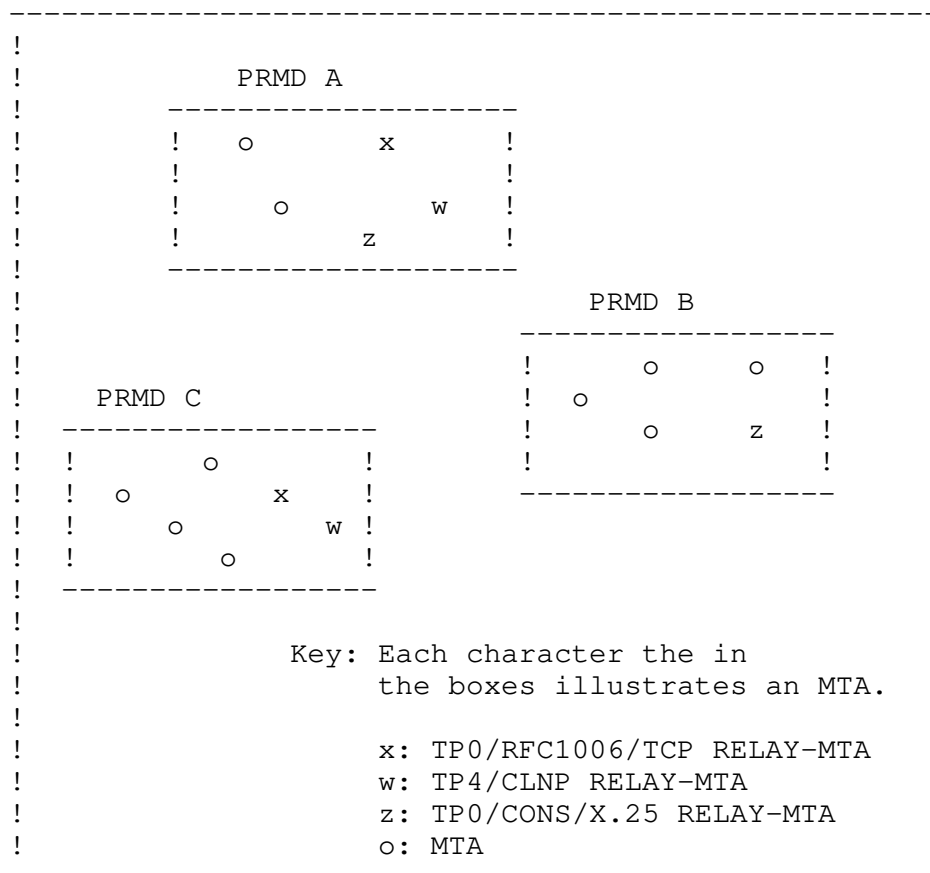 ------------------------------------------------------
!
!            PRMD A
!        --------------------
!        !   o       x      !
!        !                  !
!        !     o        w   !
!        !          z       !
!        --------------------
!                                PRMD B
!                            ------------------
!                            !      o     o   !
!    PRMD C                  !  o             !
!  ------------------        !      o     z   !
!  !       o        !        !                !
!  !  o        x    !        ------------------
!  !     o        w !
!  !        o       !
!  ------------------
!
!               Key: Each character the in
!                    the boxes illustrates an MTA.
!
!                    x: TP0/RFC1006/TCP RELAY-MTA
!                    w: TP4/CLNP RELAY-MTA
!                    z: TP0/CONS/X.25 RELAY-MTA
!                    o: MTA